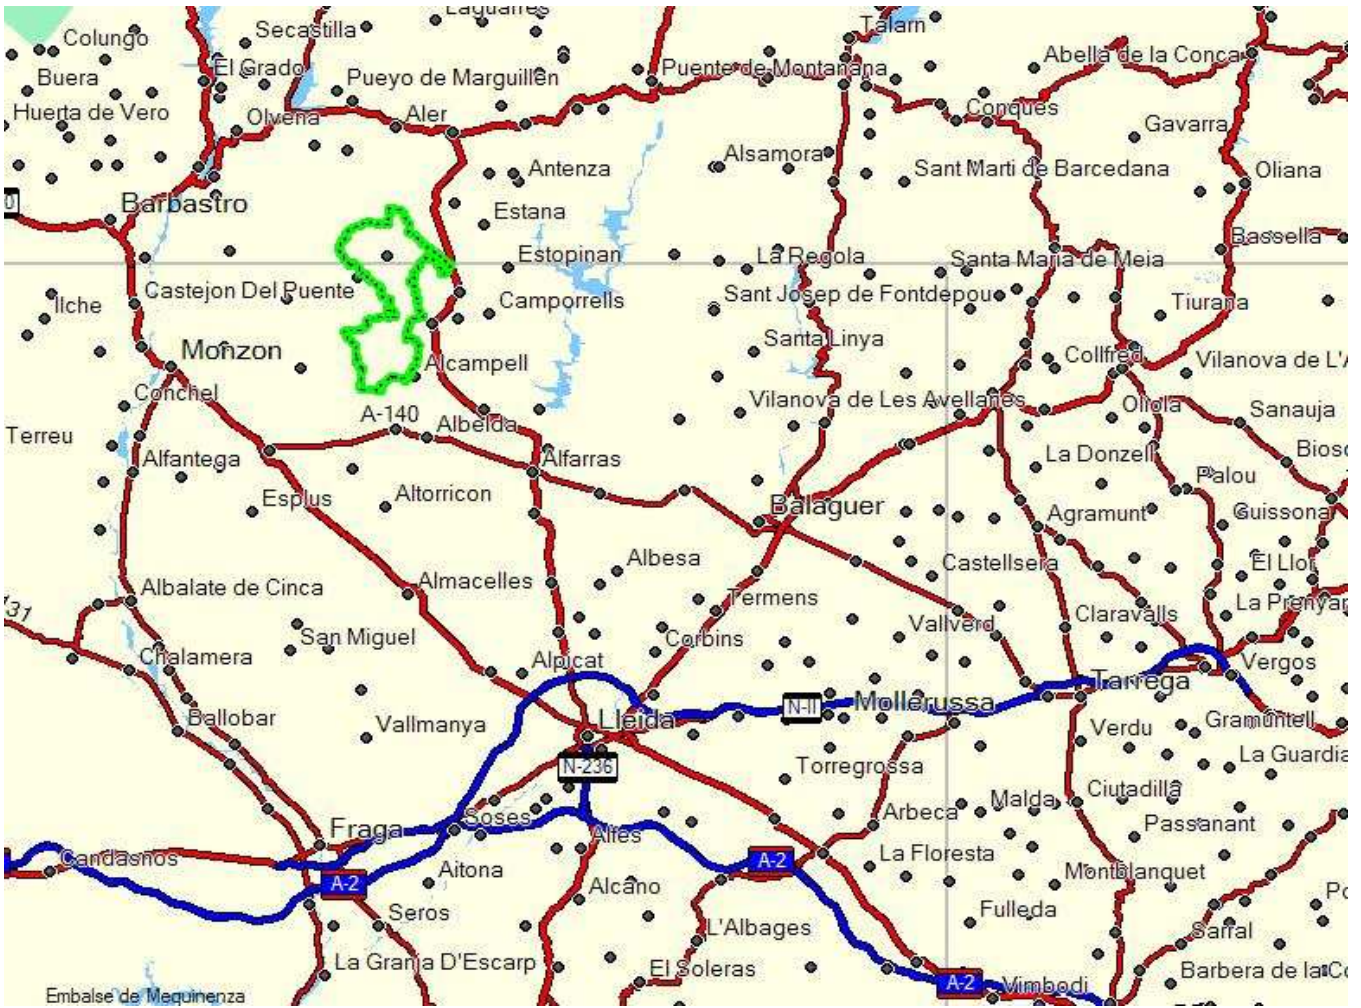 Laguarres
Talarn
Colungo
Secastilla
Abella de la Conca
Buera
El Grado
Pueyo de Marguillen
Puente de Montanana
Huerta de Vero
Olvena
Aler
Conques
Gavarra
Antenza
Alsamora
Sant Marti de Barcedana
Oliana
0
Barbastro
Estana
Bassella
Estopinan
La Regola
Santa Maria de Meia
Ilche
Castejon Del Puente
Camporrells
Sant Josep de Fontdepou
Tiurana
Santa Linya
Monzon
Alcampell
Collfred
Vilanova de L'A
Conchel
Vilanova de Les Avellanes
Oliola
Sanauja
Terreu
A-140
Albelda
Alfantega
Alfarras
La Donzell
Biosc
Palou
Esplus
Altorricon
Balaguer
Agramunt
Guissona
Albesa
Castellsera
El Llor
Albalate de Cinca
Almacelles
Termens
Claravalls
La Prenyan
San Miguel
Corbins
Vallverd
Chalamera
Alpicat
Vergos
Tarrega
Ballobar
Vallmanya
Lleida
N-II
Mollerussa
Verdu
Gramuntell
N-236
Torregrossa
La Guardia
Soses
Arbeca
Malda
Ciutadilla
Fraga
Alfes
Passanant
Candasnos
A-2
Aitona
A-2
La Floresta
Montblanquet
Alcano
Seros
L'Albages
Fulleda
Sarral
La Granja D'Escarp
El Soleras
A-2
Vimbodi
Barbera de la Co
Embalse de Mequinenza